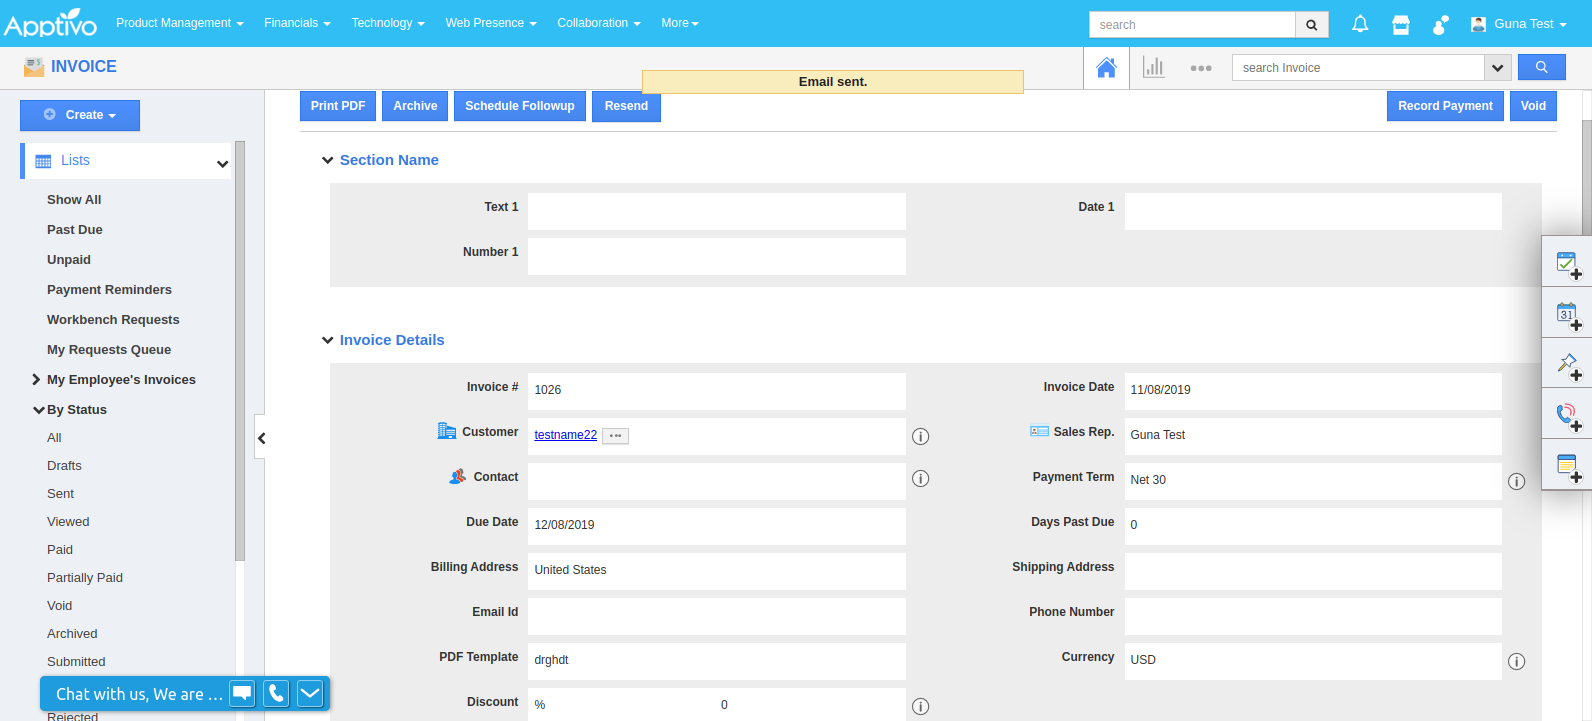 Apptivo
Product Management
Financials
Technology
Web Presence
Collaboration
More
search
Guna Test
INVOICE
Email sent.
search Invoice
Create
Print PDF
Archive
Schedule Followup
Resend
Record Payment
Void
Lists
Show All
Past Due
Unpaid
Payment Reminders
Workbench Requests
My Requests Queue
My Employee's Invoices
By Status
All
Drafts
Sent
Viewed
Paid
Partially Paid
Void
Archived
Submitted
Rejected
Chat with us, We are ...
Section Name
Text 1
Date 1
Number 1
Invoice Details
Invoice # 1026
Invoice Date 11/08/2019
Customer testname22
Sales Rep. Guna Test
Contact
Payment Term Net 30
Due Date 12/08/2019
Days Past Due 0
Billing Address United States
Shipping Address
Email Id
Phone Number
PDF Template drghdt
Currency USD
Discount % 0
31